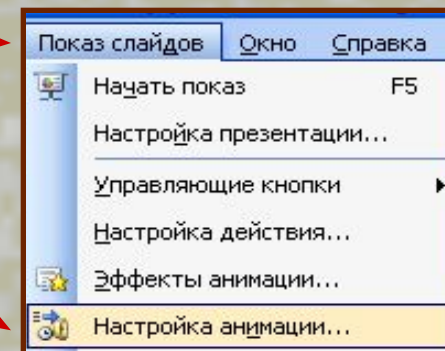 Показ слайдов Окно Справка
Начать показ F5
Настройка презентации...
Управляющие кнопки
Настройка действия...
Эффекты анимации...
Настройка анимации...